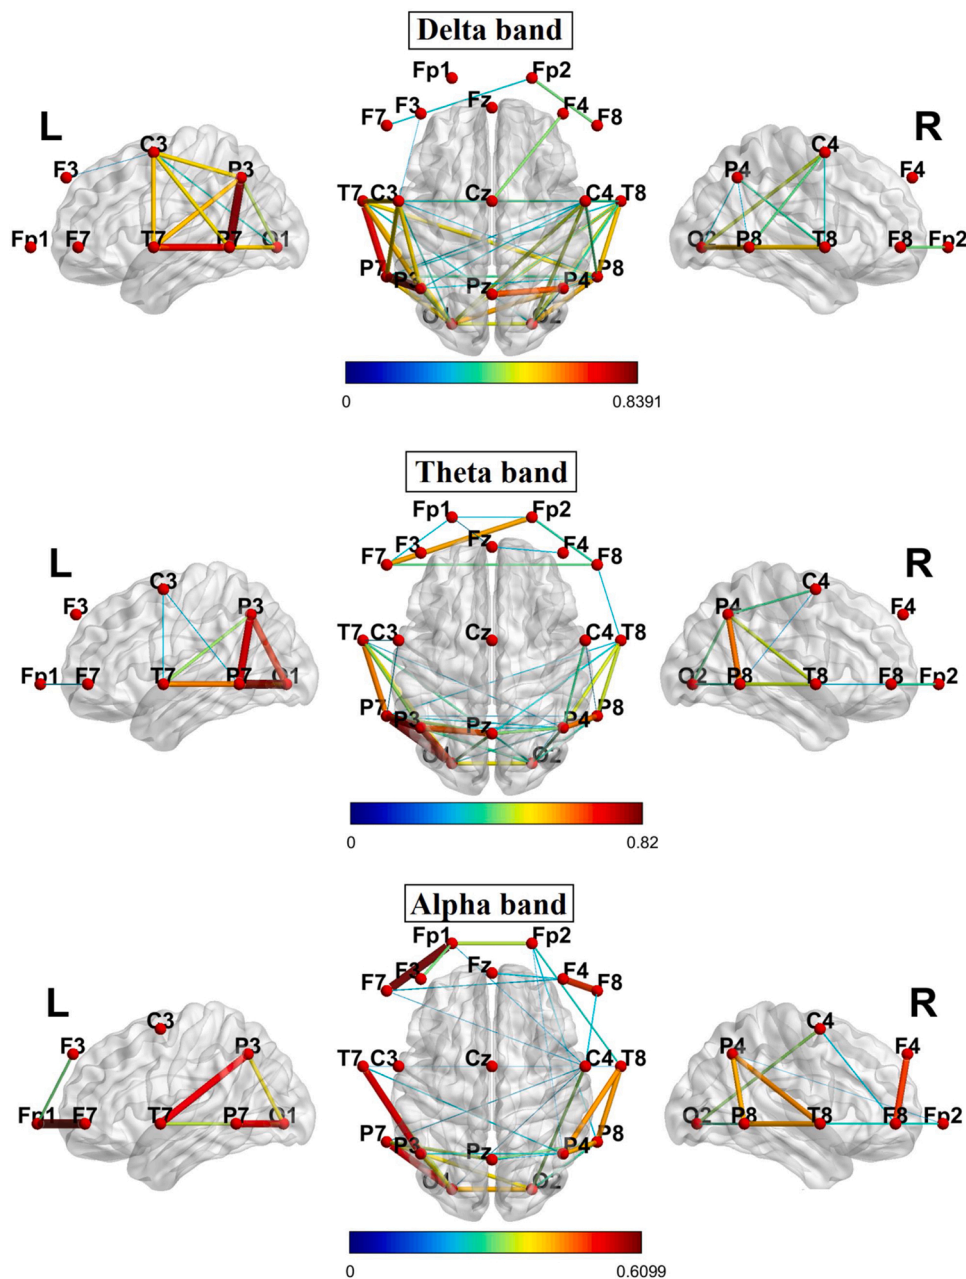 Delta band
Fp1 Fp2
F7 F3 Fz F4 F8
L
C3
F3 P3
Fp1 F7 T7 P7 O1
T7 C3 Cz C4 T8
P7 P3 Pz P4 P8
O1 O2
R
C4
P4 F4
O2 P8 T8 F8 Fp2
0 0.8391
Theta band
Fp1 Fp2
F7 F3 Fz F4 F8
L
C3
F3 P3
Fp1 F7 T7 P7 O1
T7 C3 Cz C4 T8
P7 P3 Pz P4 P8
O1 O2
R
C4
P4 F4
O2 P8 T8 F8 Fp2
0 0.82
Alpha band
Fp1 Fp2
F7 F3 Fz F4 F8
L
C3
F3 P3
Fp1 F7 T7 P7 O1
T7 C3 Cz C4 T8
P7 P3 Pz P4 P8
O1 O2
R
C4
P4 F4
O2 P8 T8 F8 Fp2
0 0.6099